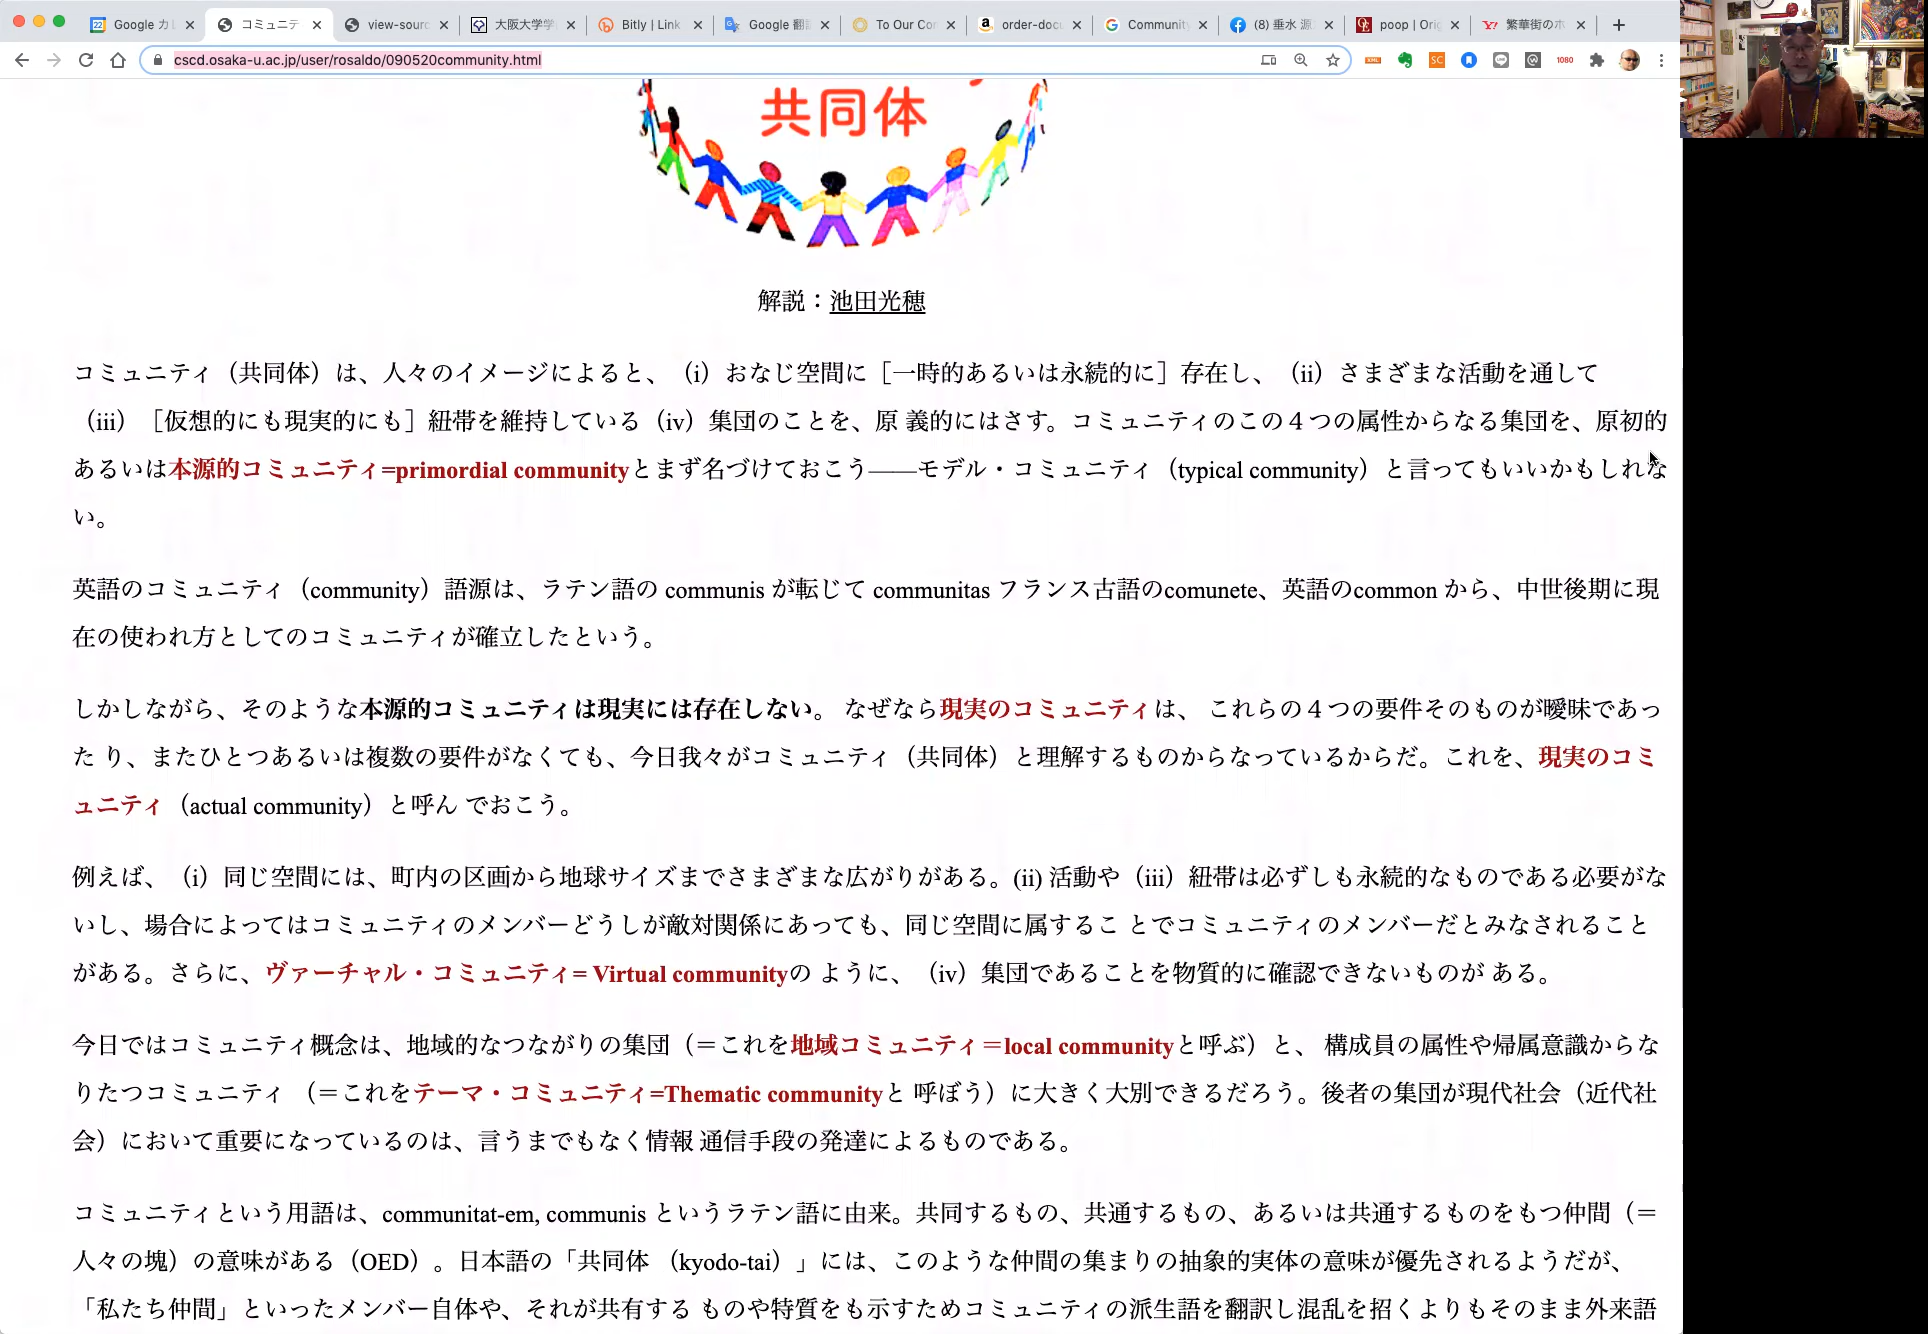 Google カレ
コミュニテ
view-sourc
大阪大学学
Bitly | Link
Google 翻
To Our Cor
order-docu
Community
(8) 垂水 源
poop | Orig
繁華街のホ
cscd.osaka-u.ac.jp/user/rosaldo/090520community.html
SC
1080
共同体
解説：池田光穂
コミュニティ（共同体）は、人々のイメージによると、（i）おなじ空間に［一時的あるいは永続的に］存在し、（ii）さまざまな活動を通して
（iii）［仮想的にも現実的にも］紐帯を維持している（iv）集団のことを、原 義的にはさす。コミュニティのこの４つの属性からなる集団を、原初的
あるいは本源的コミュニティ=primordial communityとまず名づけておこう——モデル・コミュニティ（typical community）と言ってもいいかもしれな
い。
英語のコミュニティ（community）語源は、ラテン語の communis が転じて communitas フランス古語のcomunete、英語のcommon から、中世後期に現
在の使われ方としてのコミュニティが確立したという。
しかしながら、そのような本源的コミュニティは現実には存在しない。 なぜなら現実のコミュニティは、 これらの４つの要件そのものが曖昧であっ
た り、またひとつあるいは複数の要件がなくても、今日我々がコミュニティ（共同体）と理解するものからなっているからだ。これを、現実のコミ
ュニティ（actual community）と呼ん でおこう。
例えば、（i）同じ空間には、町内の区画から地球サイズまでさまざまな広がりがある。(ii) 活動や（iii）紐帯は必ずしも永続的なものである必要がな
いし、場合によってはコミュニティのメンバーどうしが敵対関係にあっても、同じ空間に属するこ とでコミュニティのメンバーだとみなされること
がある。さらに、ヴァーチャル・コミュニティ= Virtual communityの ように、（iv）集団であることを物質的に確認できないものが ある。
今日ではコミュニティ概念は、地域的なつながりの集団（＝これを地域コミュニティ＝local communityと呼ぶ）と、 構成員の属性や帰属意識からな
りたつコミュニティ （＝これをテーマ・コミュニティ=Thematic communityと 呼ぼう）に大きく大別できるだろう。後者の集団が現代社会（近代社
会）において重要になっているのは、言うまでもなく情報 通信手段の発達によるものである。
コミュニティという用語は、communitat-em, communis というラテン語に由来。共同するもの、共通するもの、あるいは共通するものをもつ仲間（＝
人々の塊）の意味がある（OED）。日本語の「共同体 （kyodo-tai）」には、このような仲間の集まりの抽象的実体の意味が優先されるようだが、
「私たち仲間」といったメンバー自体や、それが共有する ものや特質をも示すためコミュニティの派生語を翻訳し混乱を招くよりもそのまま外来語